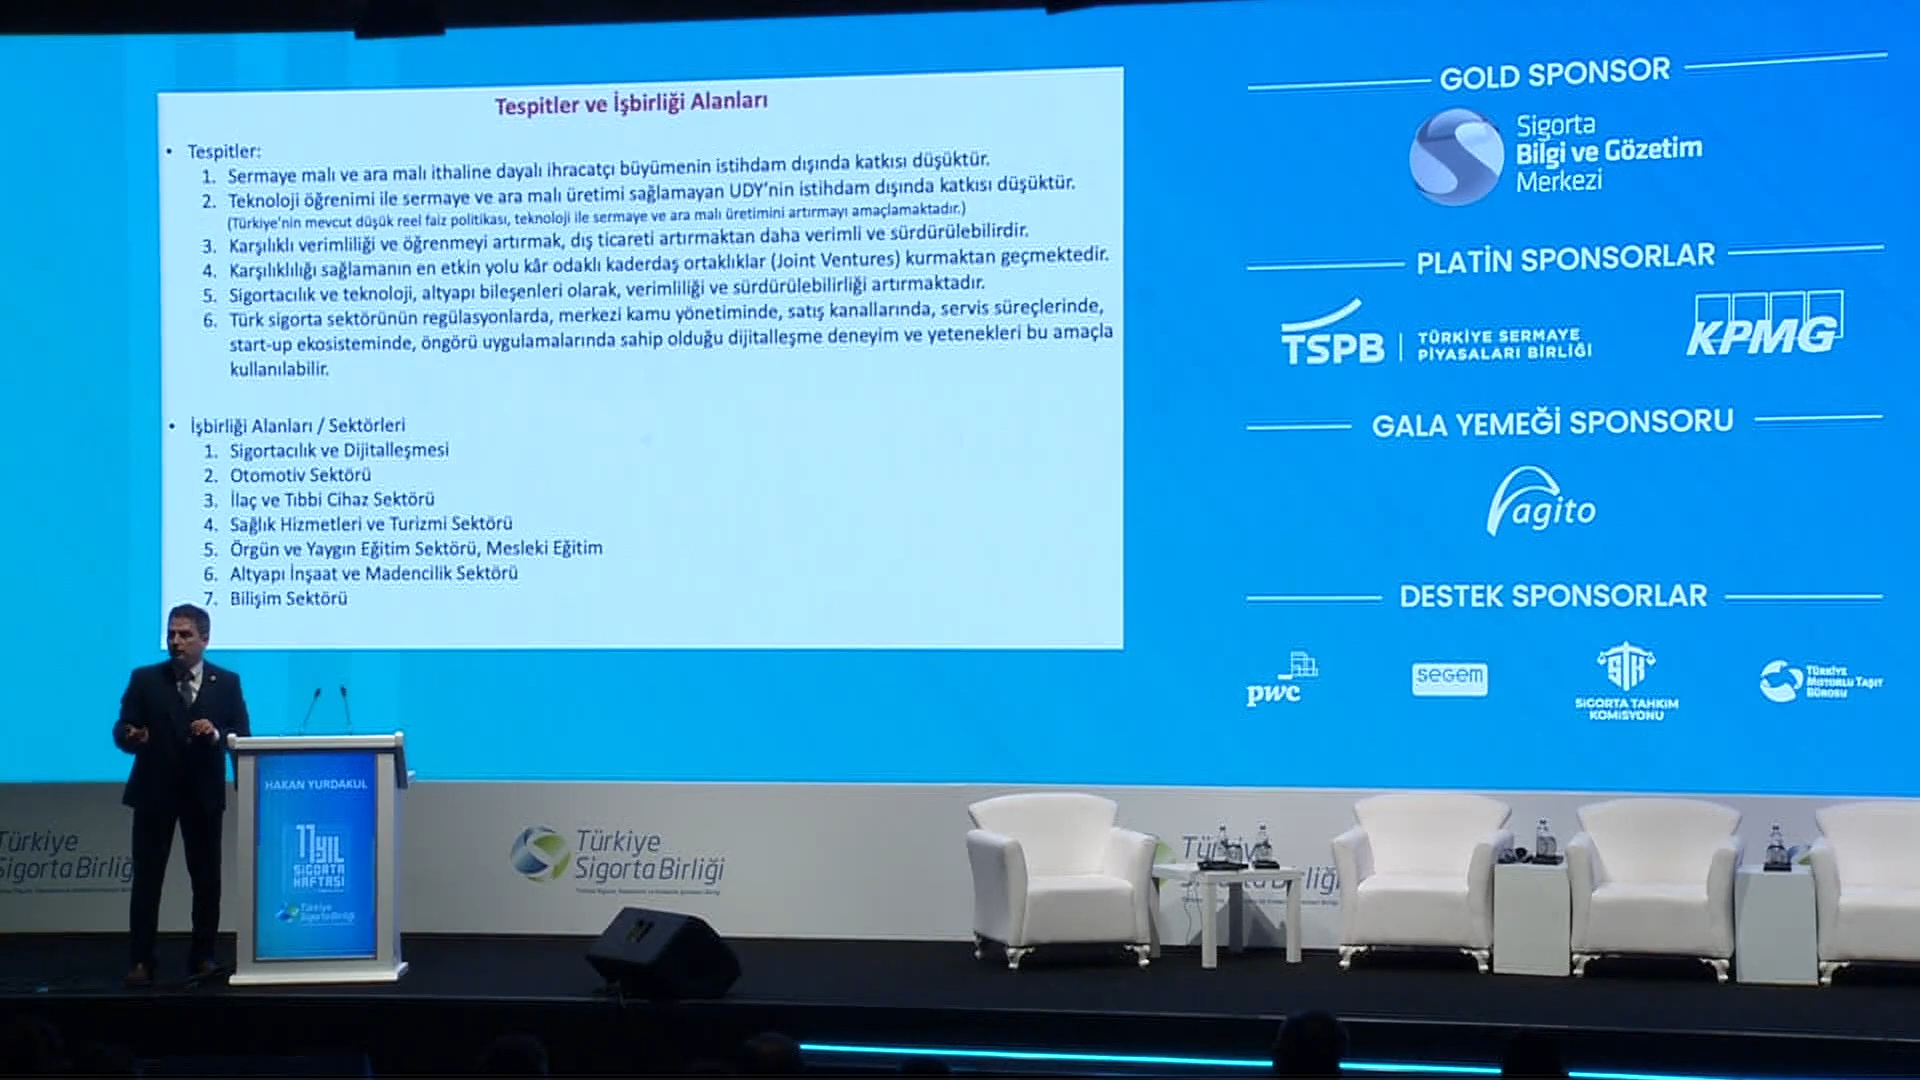 Tespitler ve İşbirliği Alanları
• Tespitler:
1. Sermaye malı ve ara malı ithaline dayalı ihracatçı büyümenin istihdam dışında katkısı düşüktür.
2. Teknoloji öğrenimi ile sermaye ve ara malı üretimi sağlamayan UDY'nin istihdam dışında katkısı düşüktür.
(Türkiye'nin mevcut düşük reel faiz politikası, teknoloji ile sermaye ve ara malı üretimini artırmayı amaçlamaktadır.)
3. Karşılıklı verimliliği ve öğrenmeyi artırmak, dış ticareti artırmaktan daha verimli ve sürdürülebilirdir.
4. Karşılıklılığı sağlamanın en etkin yolu kâr odaklı kaderdaş ortaklıklar (Joint Ventures) kurmaktan geçmektedir.
5. Sigortacılık ve teknoloji, altyapı bileşenleri olarak, verimliliği ve sürdürülebilirliği artırmaktadır.
6. Türk sigorta sektörünün regülasyonlarda, merkezi kamu yönetiminde, satış kanallarında, servis süreçlerinde,
start-up ekosisteminde, öngörü uygulamalarında sahip olduğu dijitalleşme deneyim ve yetenekleri bu amaçla
kullanılabilir.
• İşbirliği Alanları / Sektörleri
1. Sigortacılık ve Dijitalleşmesi
2. Otomotiv Sektörü
3. İlaç ve Tıbbi Cihaz Sektörü
4. Sağlık Hizmetleri ve Turizmi Sektörü
5. Örgün ve Yaygın Eğitim Sektörü, Mesleki Eğitim
6. Altyapı İnşaat ve Madencilik Sektörü
7. Bilişim Sektörü
GOLD SPONSOR
Sigorta
Bilgi ve Gözetim
Merkezi
PLATİN SPONSORLAR
TSPB | TÜRKİYE SERMAYE
PİYASALARI BİRLİĞİ
KPMG
GALA YEMEĞİ SPONSORU
agito
DESTEK SPONSORLAR
pwc
segem
STK
SİGORTA TAHKİM
KOMİSYONU
TÜRKİYE
MOTORLU TAŞIT
BÜROSU
HAKAN YURDAKUL
11 YIL
SİGORTA
HAFTASI
Türkiye
Sigorta Birliği
Türkiye
Sigorta Birliğ
Türkiye
Sigorta Birliği